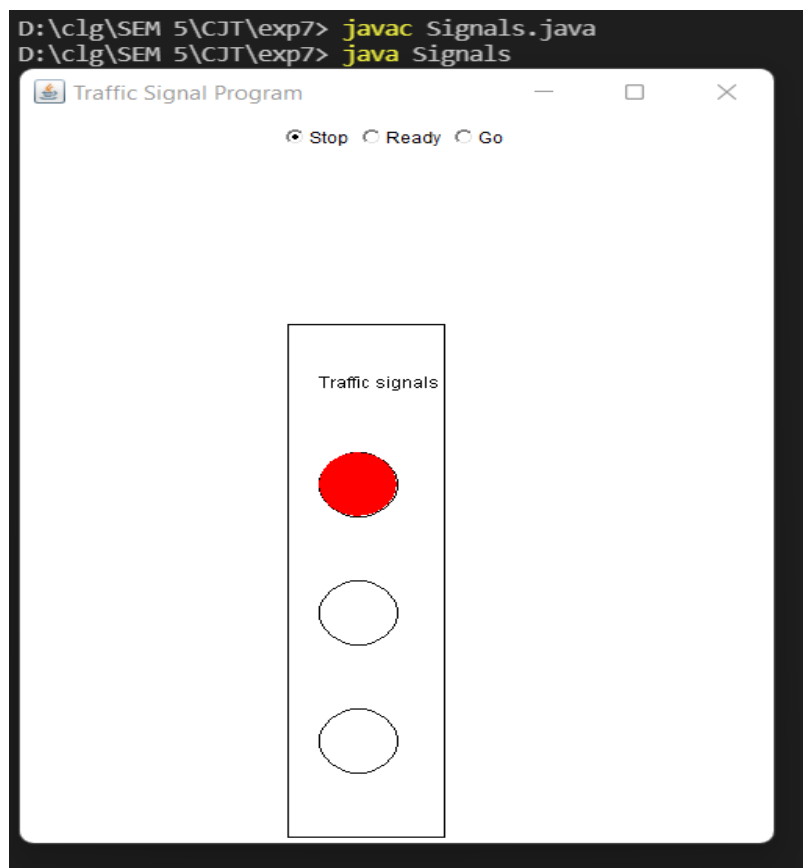 D:\clg\SEM 5\CJT\exp7> javac Signals.java
D:\clg\SEM 5\CJT\exp7> java Signals
Traffic Signal Program
Stop Ready Go
Traffic signals